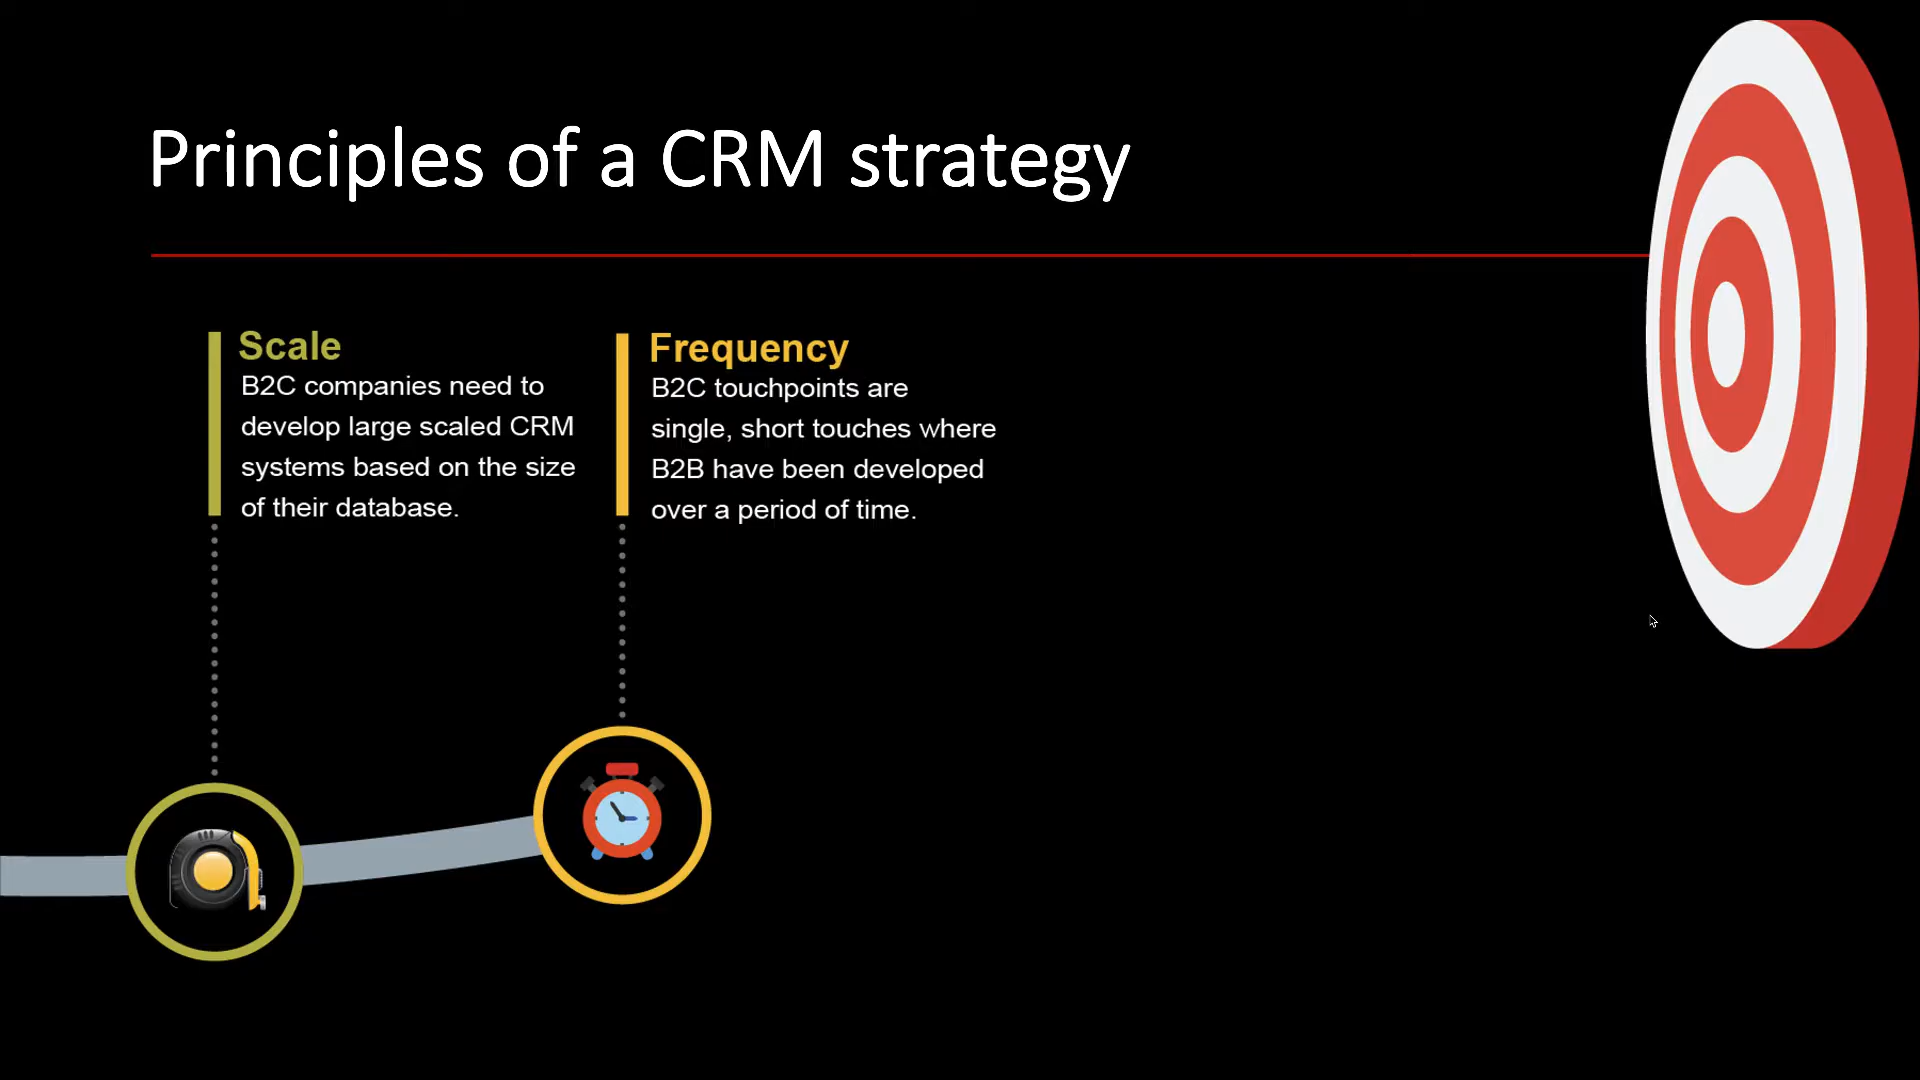 Principles of a CRM strategy
Scale
B2C companies need to
develop large scaled CRM
systems based on the size
of their database.
Frequency
B2C touchpoints are
single, short touches where
B2B have been developed
over a period of time.